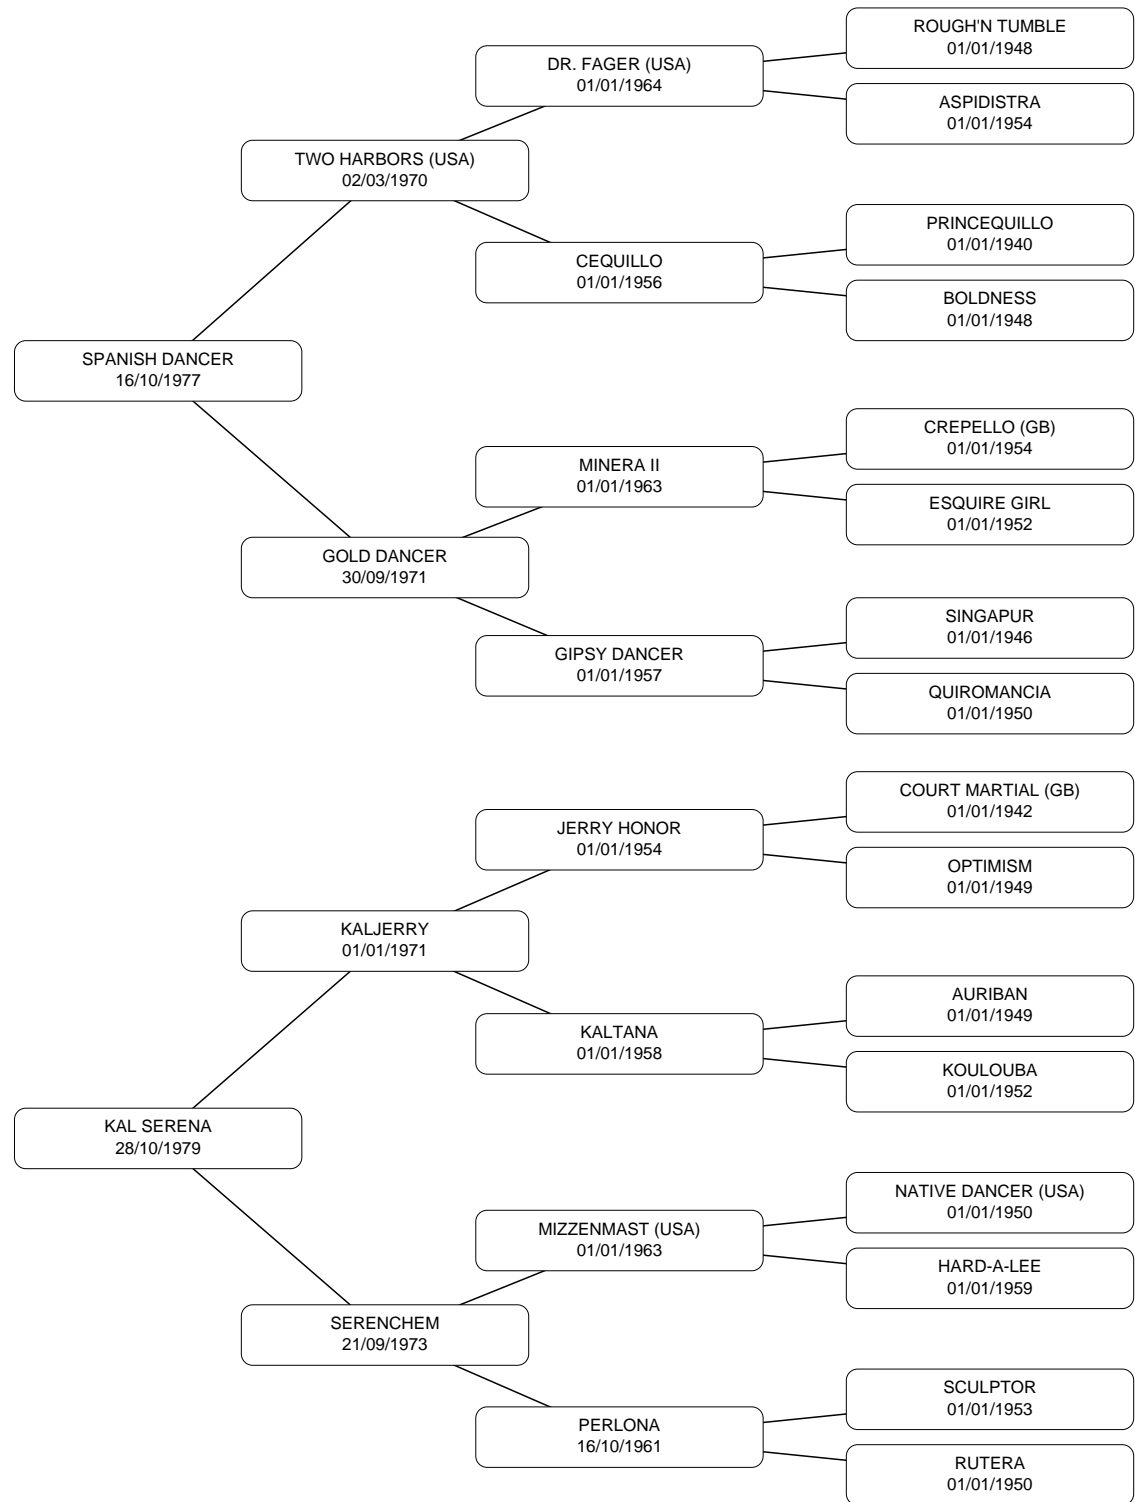 ROUGH'N TUMBLE
01/01/1948
DR. FAGER (USA)
01/01/1964
ASPIDISTRA
01/01/1954
TWO HARBORS (USA)
02/03/1970
PRINCEQUILLO
01/01/1940
CEQUILLO
01/01/1956
BOLDNESS
01/01/1948
SPANISH DANCER
16/10/1977
CREPELLO (GB)
01/01/1954
MINERA II
01/01/1963
ESQUIRE GIRL
01/01/1952
GOLD DANCER
30/09/1971
SINGAPUR
01/01/1946
GIPSY DANCER
01/01/1957
QUIROMANCIA
01/01/1950
COURT MARTIAL (GB)
01/01/1942
JERRY HONOR
01/01/1954
OPTIMISM
01/01/1949
KALJERRY
01/01/1971
AURIBAN
01/01/1949
KALTANA
01/01/1958
KOULOUBA
01/01/1952
KAL SERENA
28/10/1979
NATIVE DANCER (USA)
01/01/1950
MIZZENMAST (USA)
01/01/1963
HARD-A-LEE
01/01/1959
SERENCHEM
21/09/1973
SCULPTOR
01/01/1953
PERLONA
16/10/1961
RUTERA
01/01/1950